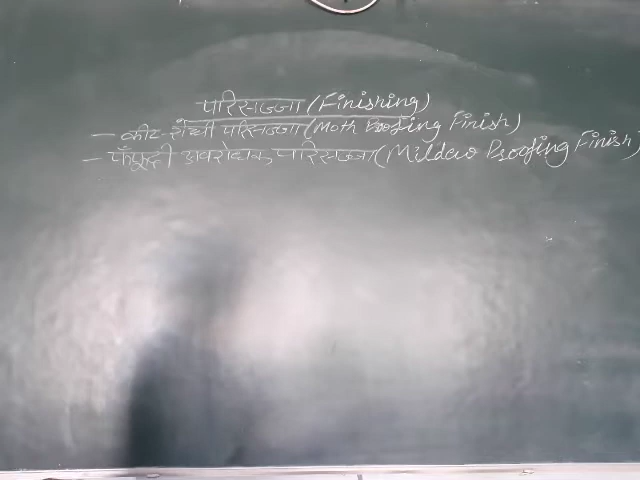 परिसज्जा (Finishing)
- कीट-रोधी परिसज्जा (Moth Proofing Finish)
- फफूंदी अवरोधक परिसज्जा (Mildew Proofing Finish)